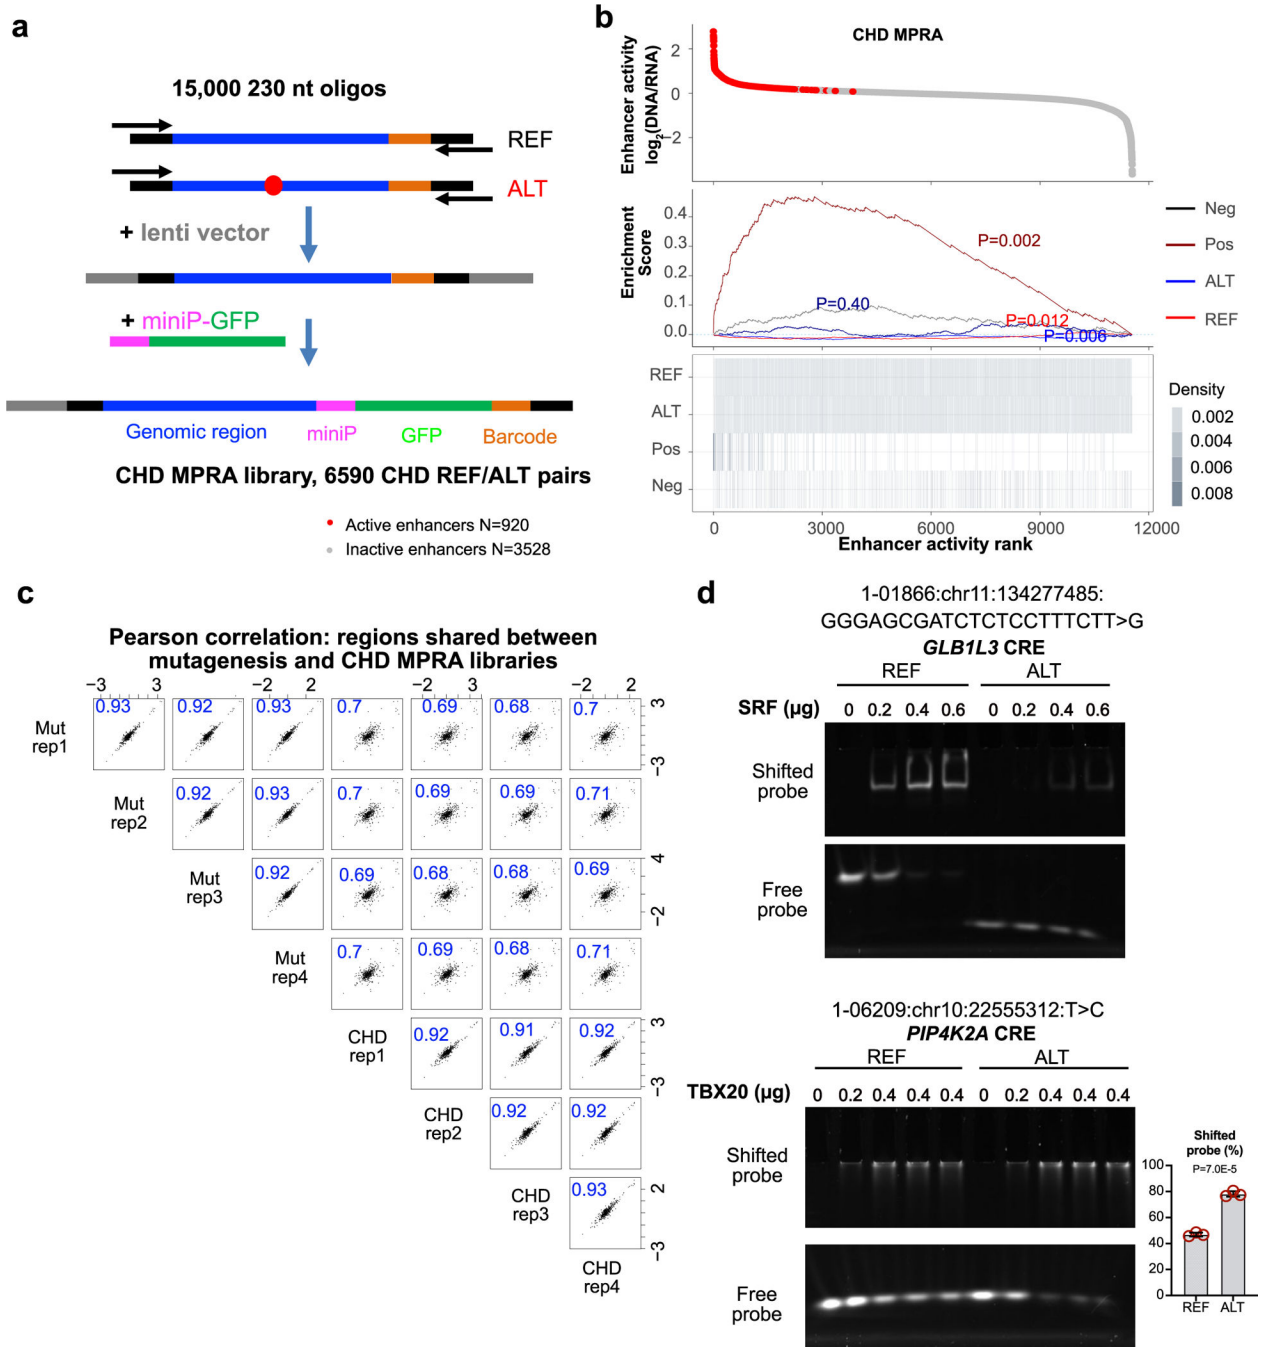 a
15,000 230 nt oligos
REF
ALT
+ lenti vector
+ miniP-GFP
Genomic region
miniP
GFP
Barcode
CHD MPRA library, 6590 CHD REF/ALT pairs
Active enhancers N=920
Inactive enhancers N=3528
b
CHD MPRA
Enhancer activity
log2(DNA/RNA)
2
0
−2
Enrichment
Score
0.4
0.3
0.2
0.1
0.0
P=0.002
P=0.40
P=0.012
P=0.006
Neg
Pos
ALT
REF
REF
ALT
Pos
Neg
Density
0.002
0.004
0.006
0.008
0 3000 6000 9000 12000
Enhancer activity rank
c
Pearson correlation: regions shared between
mutagenesis and CHD MPRA libraries
−3 3 −2 2 −2 3 −2 2
Mut
rep1
0.93 0.92 0.93 0.7 0.69 0.68 0.7
3
−3
Mut
rep2
0.92 0.93 0.7 0.69 0.69 0.71
Mut
rep3
0.92 0.69 0.68 0.68 0.69
4
−2
Mut
rep4
0.7 0.69 0.68 0.71
CHD
rep1
0.92 0.91 0.92
3
−3
CHD
rep2
0.92 0.92
CHD
rep3
0.93
2
−3
CHD
rep4
d
1-01866:chr11:134277485:
GGGAGCGATCTCTCCTTTCTT>G
GLB1L3 CRE
REF ALT
SRF (µg) 0 0.2 0.4 0.6 0 0.2 0.4 0.6
Shifted
probe
Free
probe
1-06209:chr10:22555312:T>C
PIP4K2A CRE
REF ALT
TBX20 (µg) 0 0.2 0.4 0.4 0.4 0 0.2 0.4 0.4 0.4
Shifted
probe
Free
probe
Shifted
probe (%)
P=7.0E-5
100
80
60
40
20
0
REF ALT